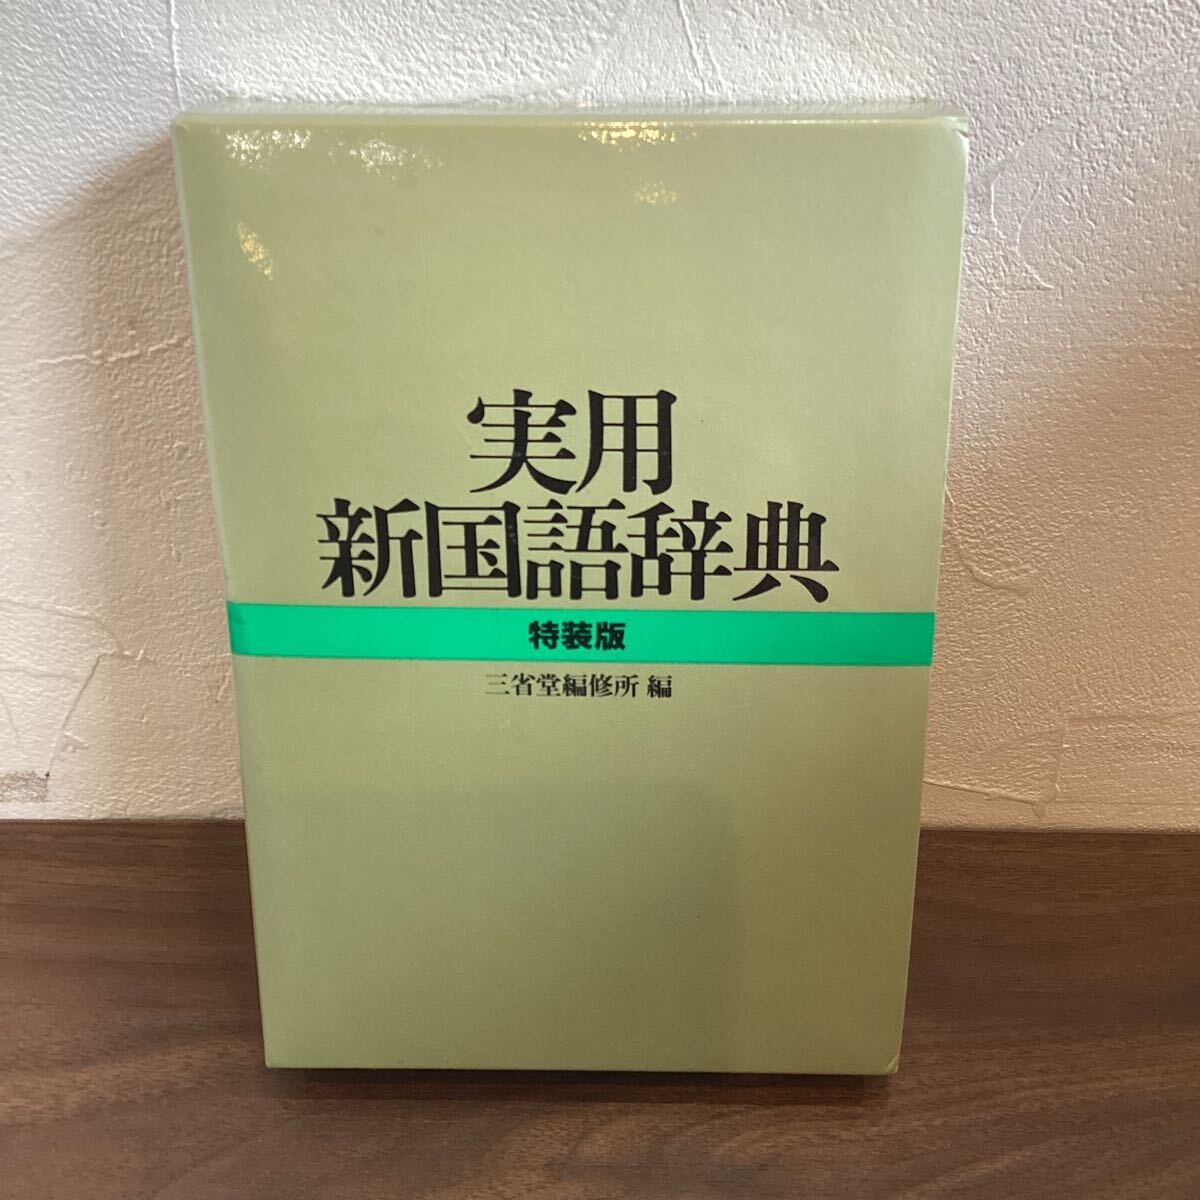 実用
新国語辞典
特装版
三省堂編修所 編